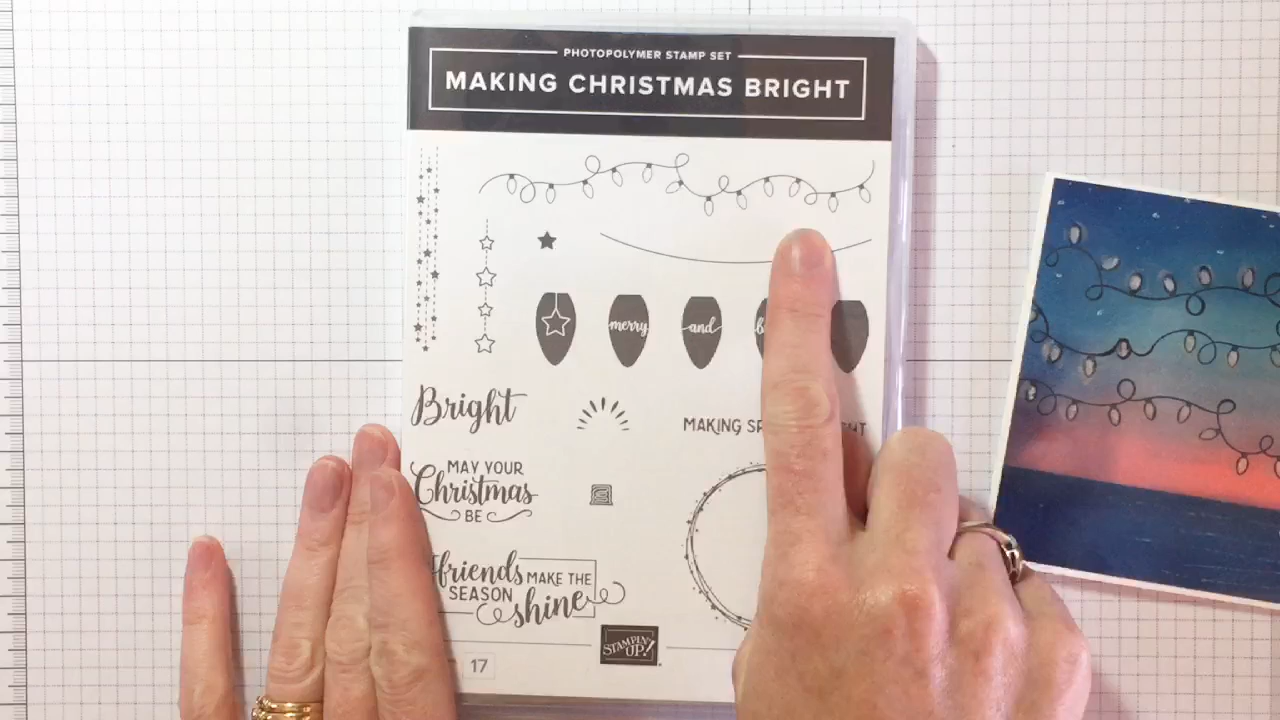 PHOTOPOLYMER STAMP SET
MAKING CHRISTMAS BRIGHT
merry
and
Bright
MAKING
MAY YOUR
Christmas
BE
friends MAKE THE
SEASON
shine
STAMPIN' UP!
17